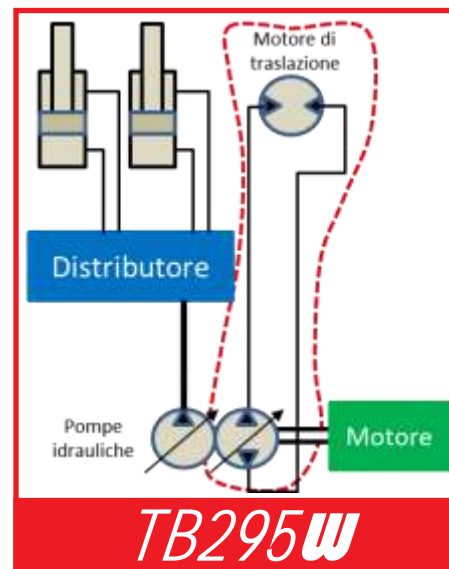 Motore di
traslazione
Distributore
Pompe
idrauliche
Motore
TB295W